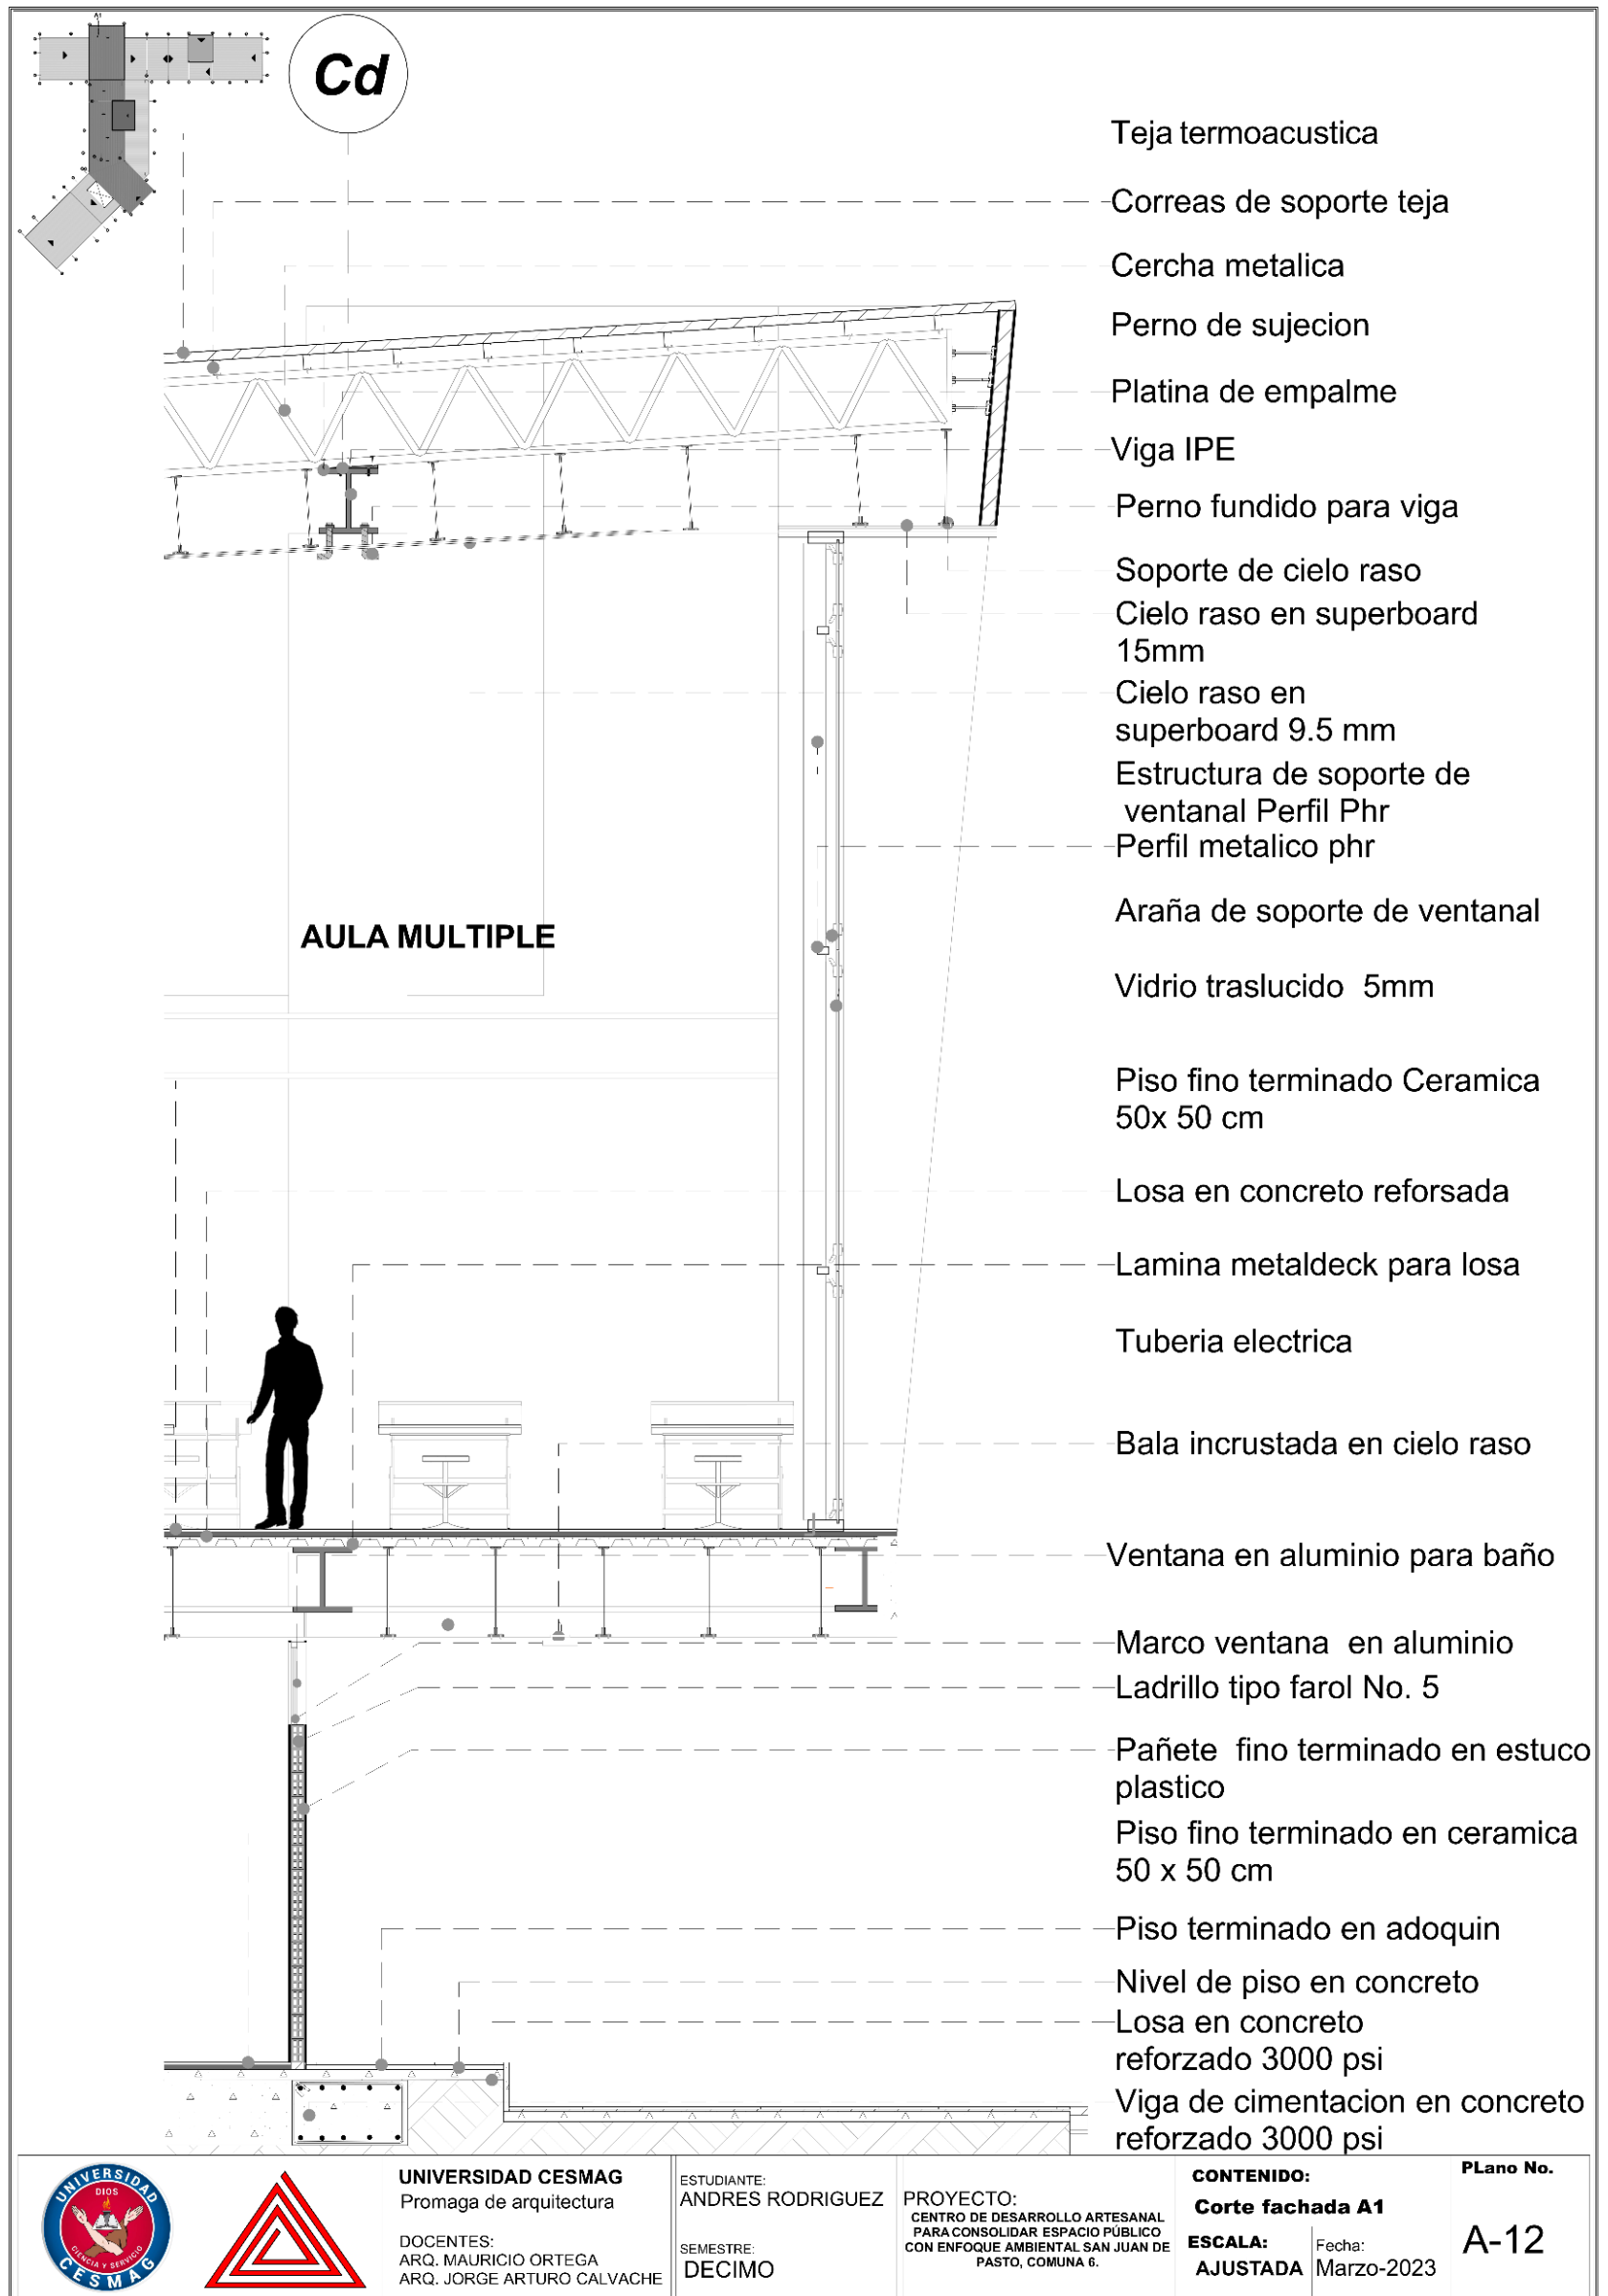 A1
Cd
Teja termoacustica
Correas de soporte teja
Cercha metalica
Perno de sujecion
Platina de empalme
Viga IPE
Perno fundido para viga
Soporte de cielo raso
Cielo raso en superboard
15mm
Cielo raso en
superboard 9.5 mm
Estructura de soporte de
ventanal Perfil Phr
Perfil metalico phr
Araña de soporte de ventanal
AULA MULTIPLE
Vidrio traslucido 5mm
Piso fino terminado Ceramica
50x 50 cm
Losa en concreto reforsada
Lamina metaldeck para losa
Tuberia electrica
Bala incrustada en cielo raso
Ventana en aluminio para baño
Marco ventana en aluminio
Ladrillo tipo farol No. 5
Pañete fino terminado en estuco
plastico
Piso fino terminado en ceramica
50 x 50 cm
Piso terminado en adoquin
Nivel de piso en concreto
Losa en concreto
reforzado 3000 psi
Viga de cimentacion en concreto
reforzado 3000 psi
UNIVERSIDAD
DIOS
CIENCIA Y SERVICIO
CESMAG
UNIVERSIDAD CESMAG
Promaga de arquitectura
DOCENTES:
ARQ. MAURICIO ORTEGA
ARQ. JORGE ARTURO CALVACHE
ESTUDIANTE:
ANDRES RODRIGUEZ
SEMESTRE:
DECIMO
PROYECTO:
CENTRO DE DESARROLLO ARTESANAL
PARA CONSOLIDAR ESPACIO PÚBLICO
CON ENFOQUE AMBIENTAL SAN JUAN DE
PASTO, COMUNA 6.
CONTENIDO:
Corte fachada A1
ESCALA:
AJUSTADA
Fecha:
Marzo-2023
PLano No.
A-12